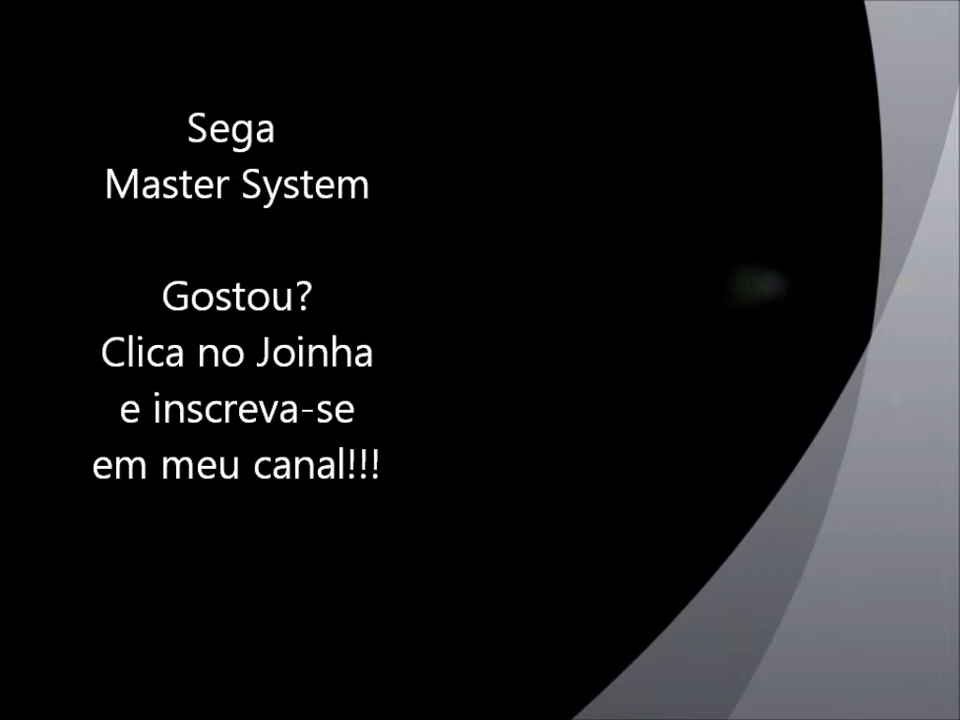 Sega
Master System
Gostou?
Clica no Joinha
e inscreva-se
em meu canal!!!